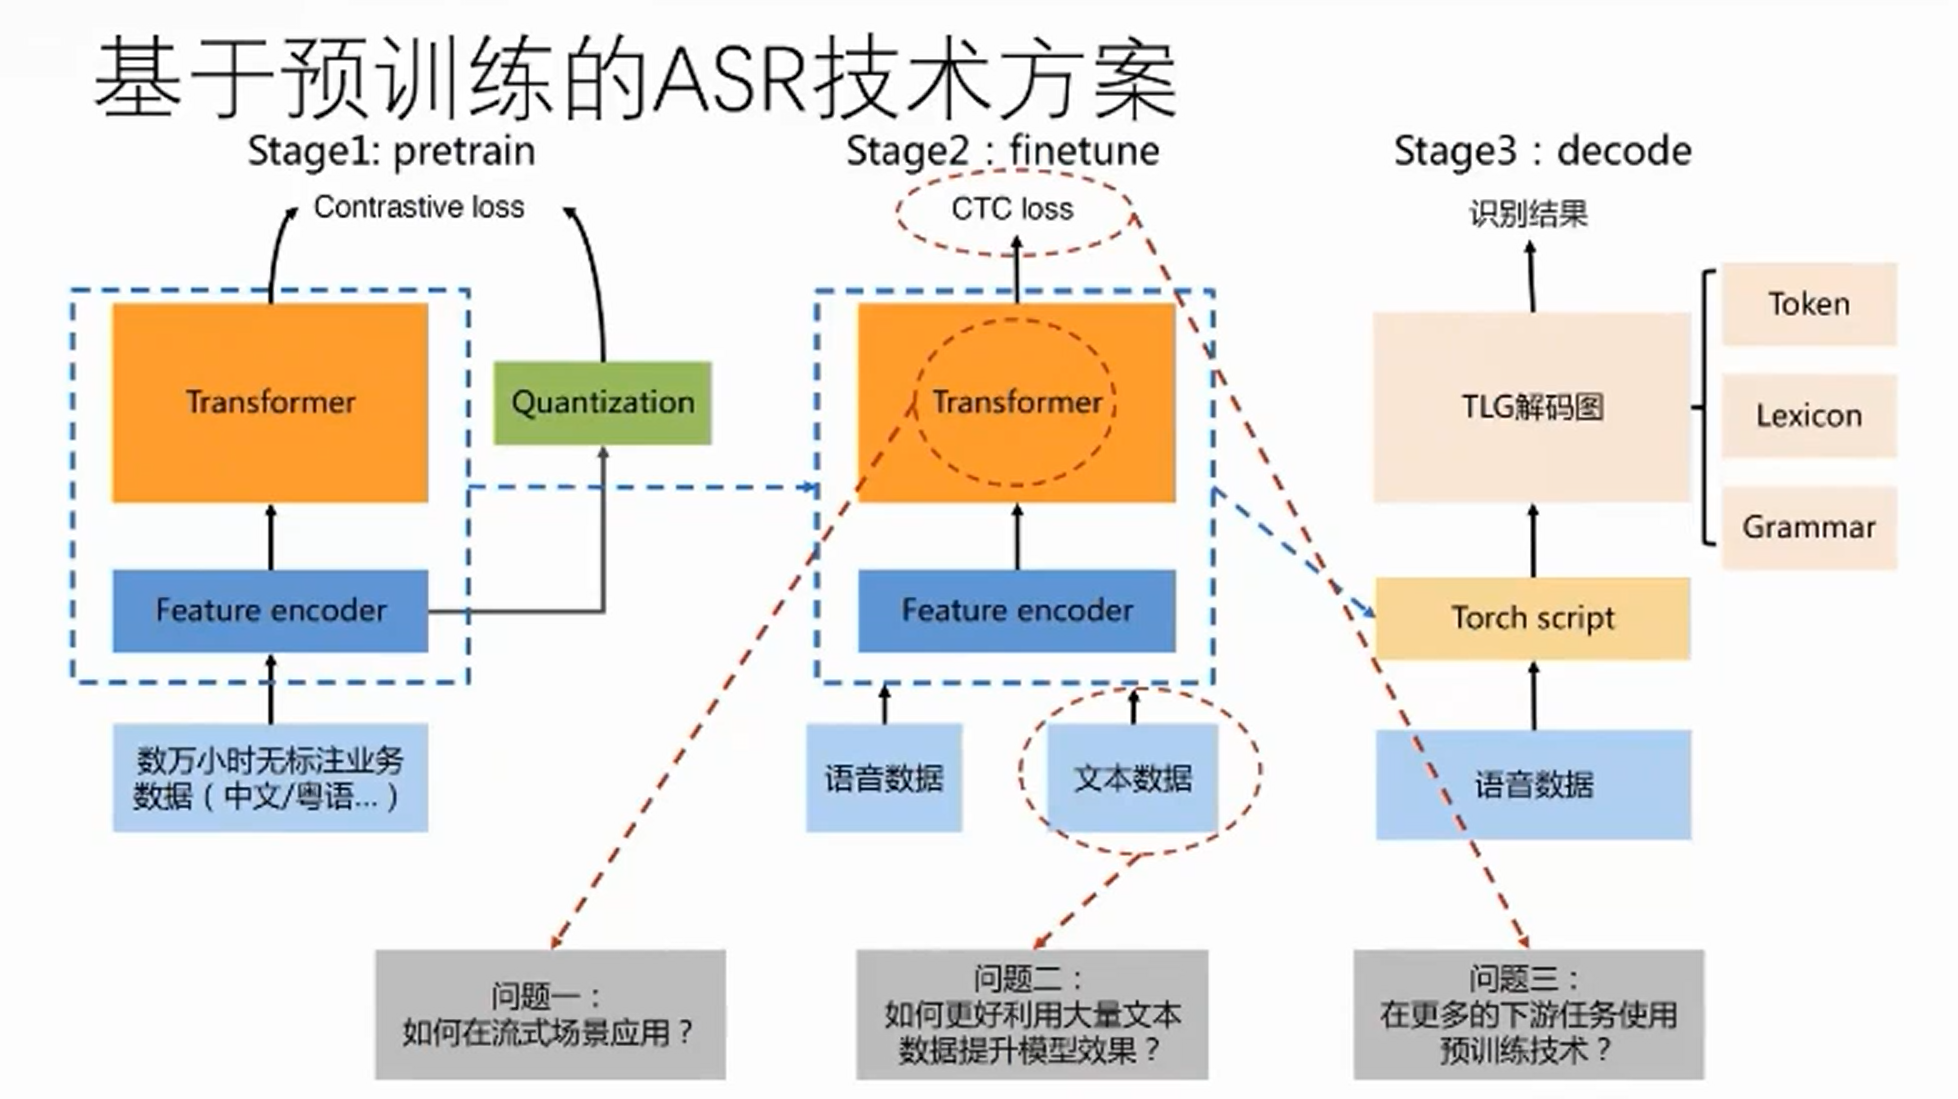 基于预训练的ASR技术方案
Stage1: pretrain
Contrastive loss
Transformer
Quantization
Feature encoder
数万小时无标注业务
数据（中文/粤语...）
Stage2：finetune
CTC loss
Transformer
Feature encoder
语音数据
文本数据
Stage3：decode
识别结果
TLG解码图
Token
Lexicon
Grammar
Torch script
语音数据
问题一：
如何在流式场景应用？
问题二：
如何更好利用大量文本
数据提升模型效果？
问题三：
在更多的下游任务使用
预训练技术？